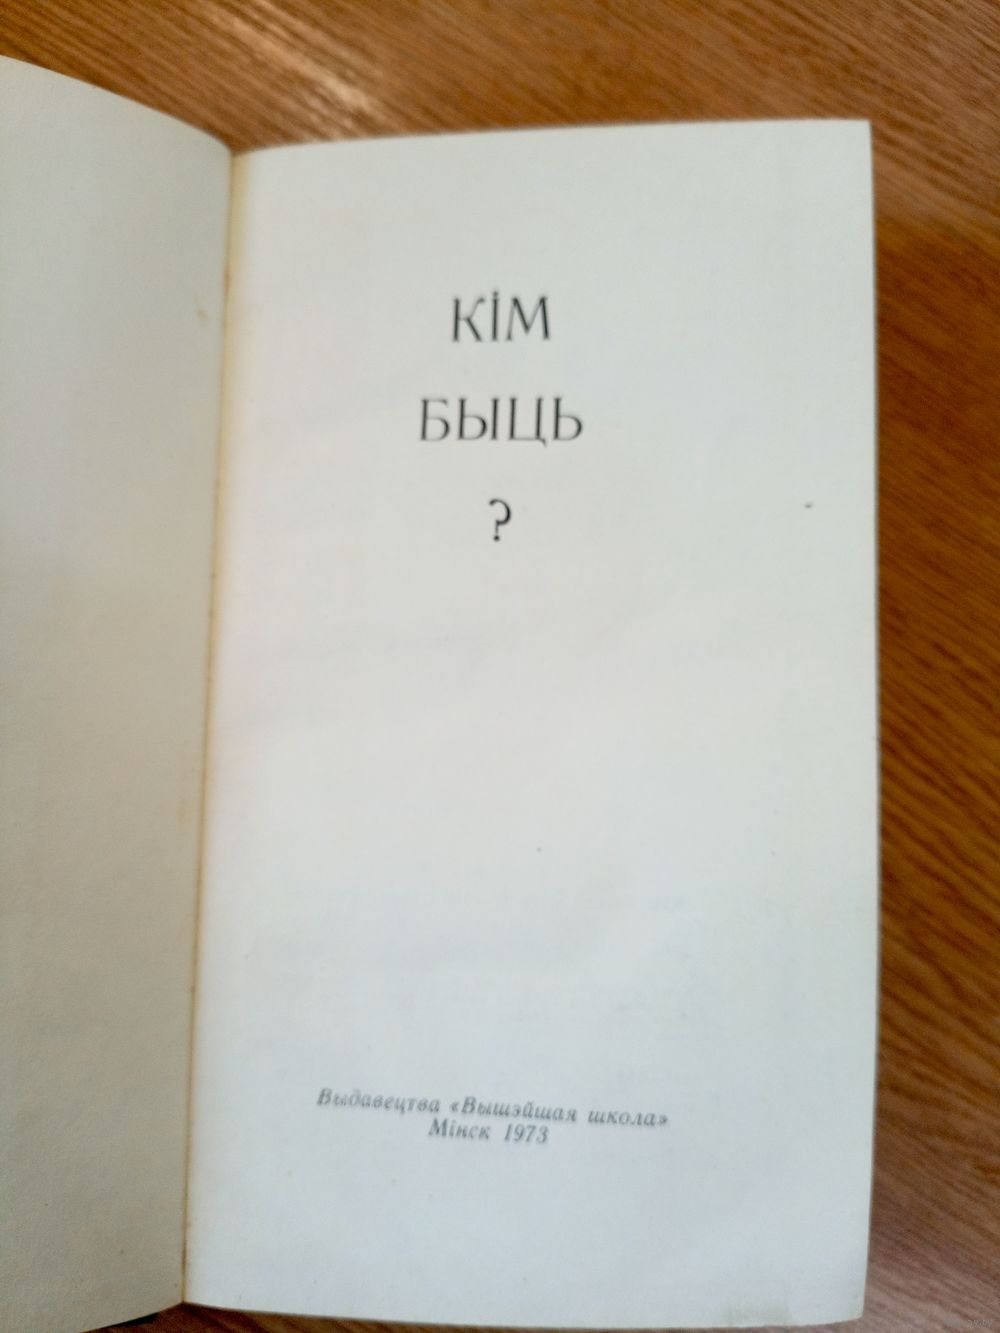 КІМ
БЫЦЬ
?
Выдавецтва «Вышэйшая школа»
Мінск 1973